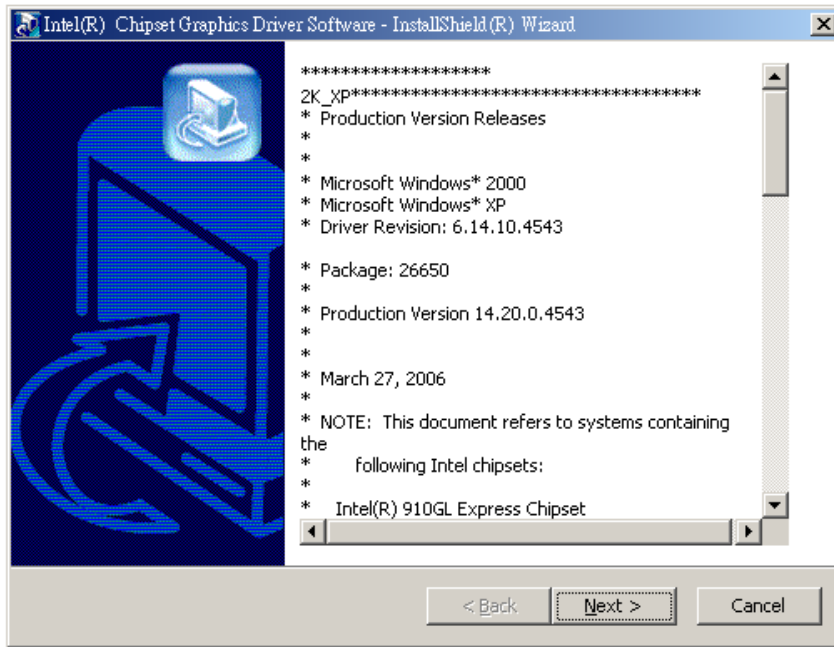 Intel(R) Chipset Graphics Driver Software - InstallShield(R) Wizard
*******************
2K_XP***********************************
* Production Version Releases
*
*
* Microsoft Windows* 2000
* Microsoft Windows* XP
* Driver Revision: 6.14.10.4543
* Package: 26650
*
* Production Version 14.20.0.4543
*
*
* March 27, 2006
*
* NOTE: This document refers to systems containing
the
* following Intel chipsets:
*
* Intel(R) 910GL Express Chipset
< Back Next > Cancel